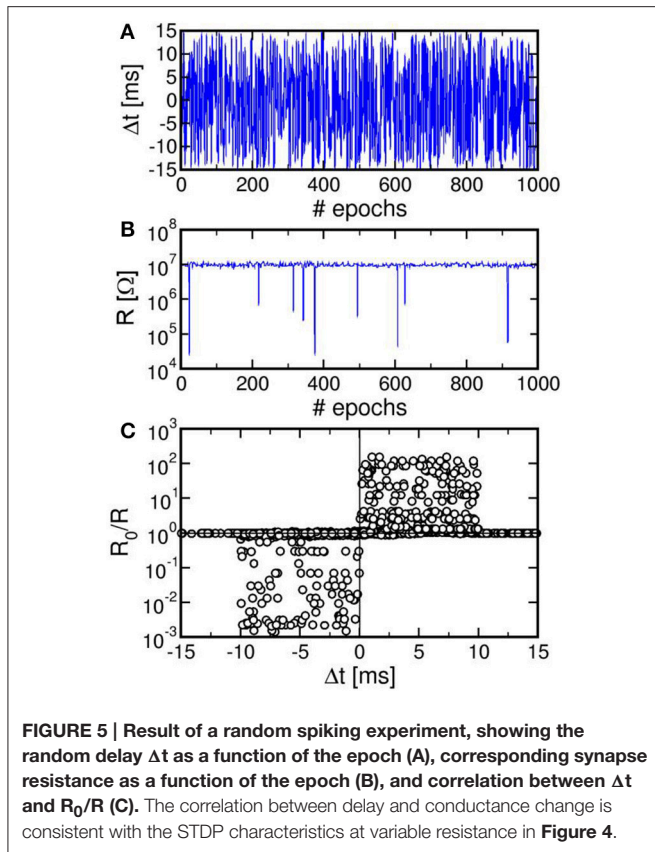 A
Δt [ms]
15
10
5
0
-5
-10
-15
0 200 400 600 800 1000
# epochs
B
R [Ω]
10^8
10^7
10^6
10^5
10^4
0 200 400 600 800 1000
# epochs
C
R₀/R
10^3
10^2
10^1
10^0
10^-1
10^-2
10^-3
-15 -10 -5 0 5 10 15
Δt [ms]
FIGURE 5 | Result of a random spiking experiment, showing the
random delay Δt as a function of the epoch (A), corresponding synapse
resistance as a function of the epoch (B), and correlation between Δt
and R₀/R (C). The correlation between delay and conductance change is
consistent with the STDP characteristics at variable resistance in Figure 4.